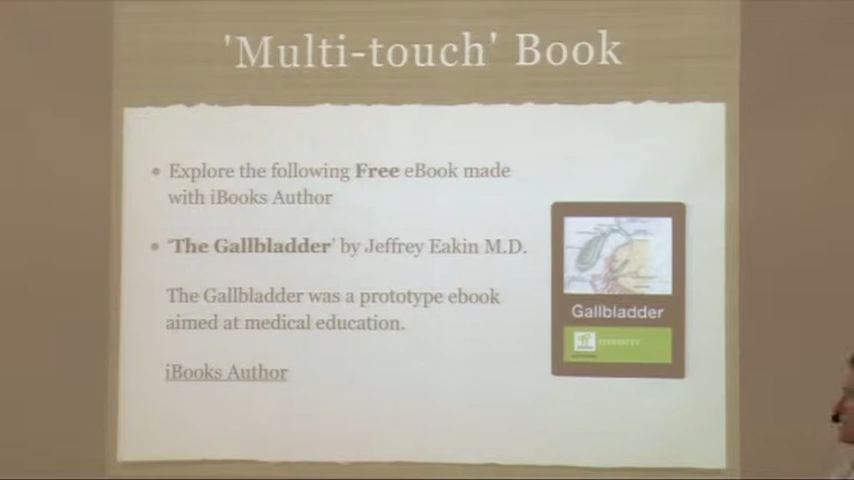 'Multi-touch' Book
• Explore the following Free eBook made
with iBooks Author
• 'The Gallbladder' by Jeffrey Eakin M.D.
The Gallbladder was a prototype ebook
aimed at medical education.
iBooks Author
Gallbladder